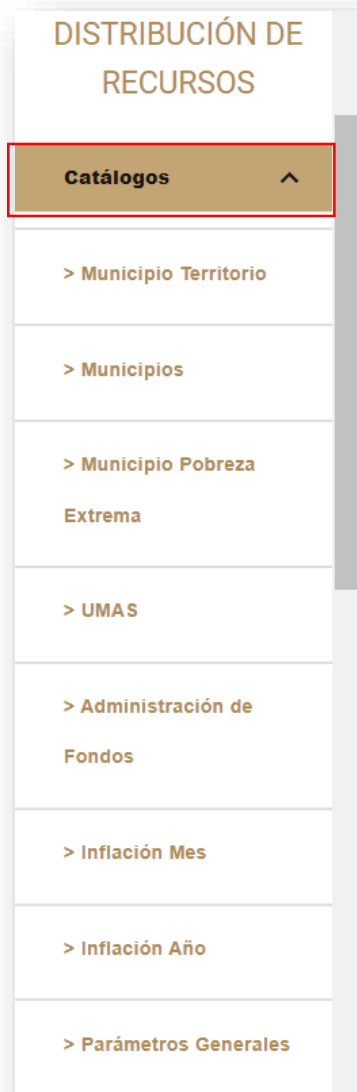 DISTRIBUCIÓN DE
RECURSOS
Catálogos
> Municipio Territorio
> Municipios
> Municipio Pobreza
Extrema
> UMAS
> Administración de
Fondos
> Inflación Mes
> Inflación Año
> Parámetros Generales